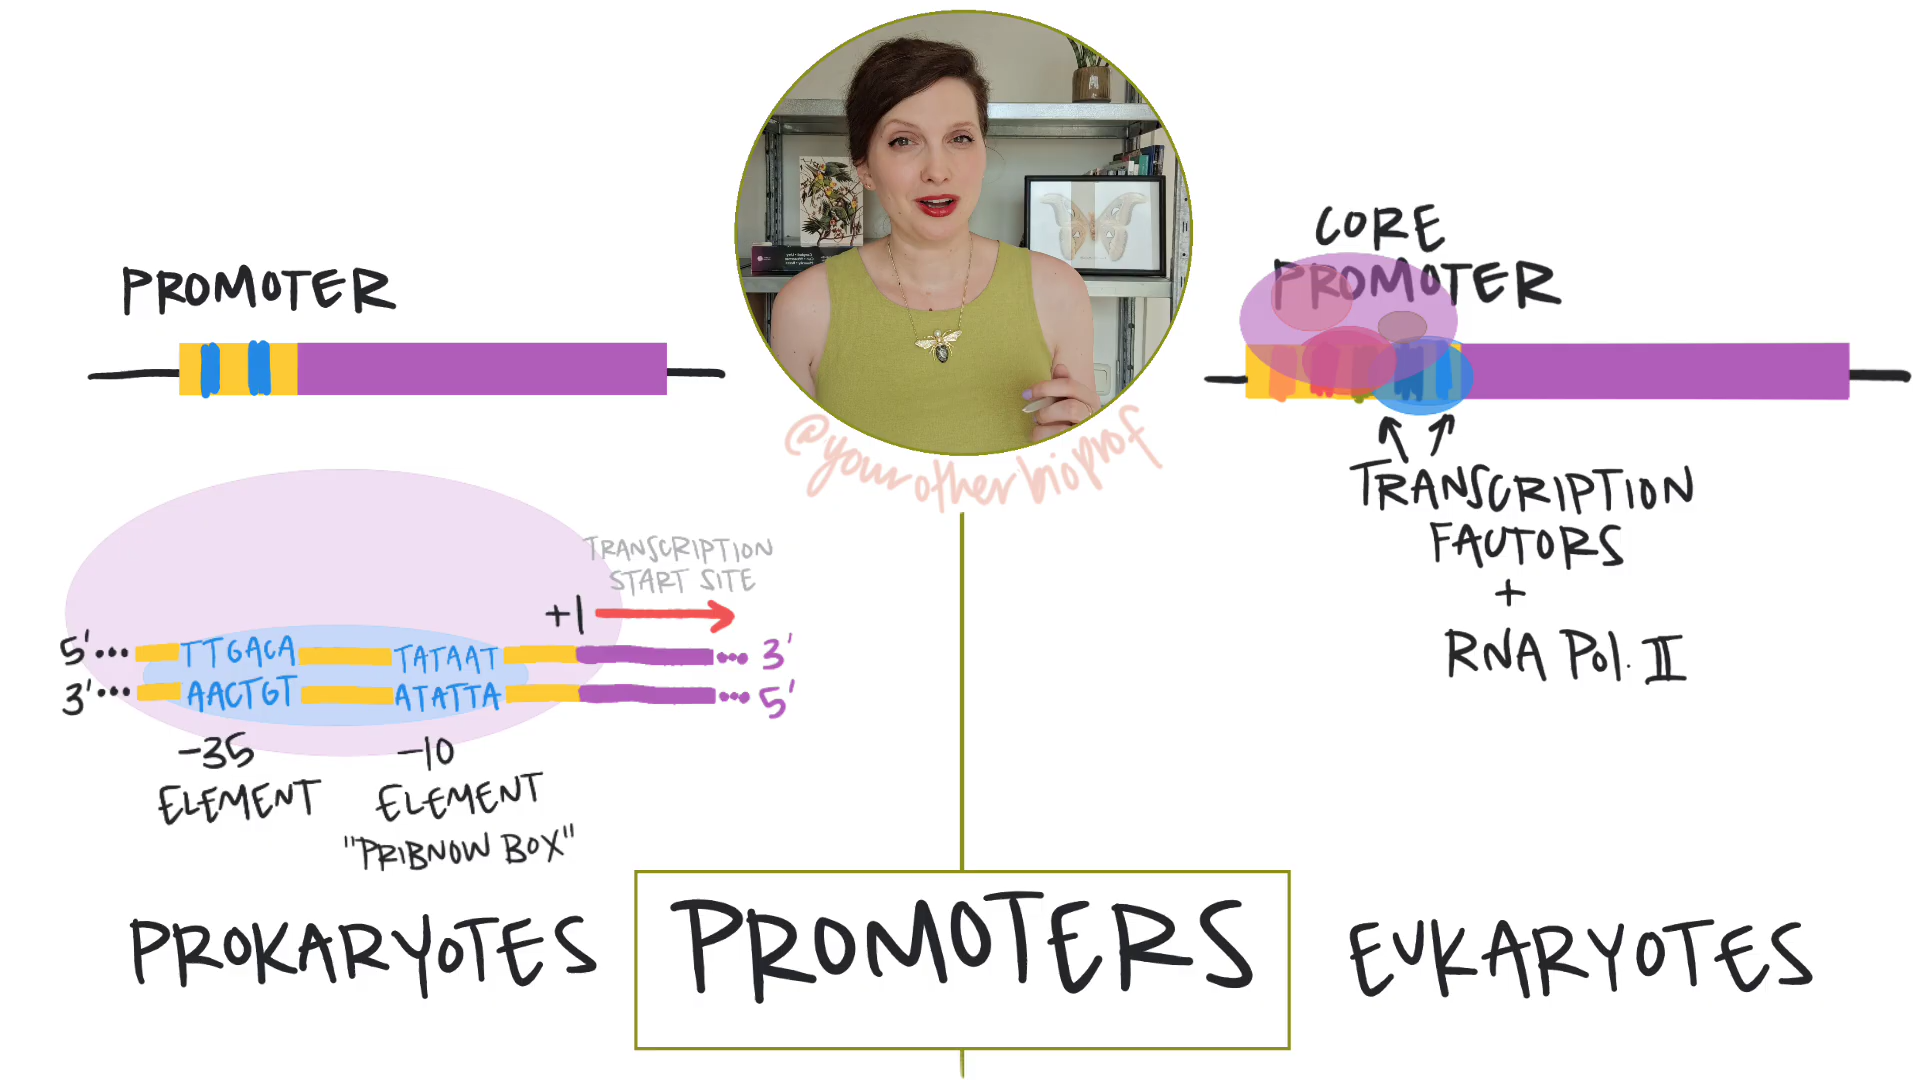 PROMOTER
5'... TTGACA TATAAT ... 3'
3'... AACTGT ATATTA ... 5'
+1
TRANSCRIPTION
START SITE
-35
ELEMENT
-10
ELEMENT
"PRIBNOW BOX"
PROKARYOTES
@yourotherbioprof
PROMOTERS
CORE
PROMOTER
TRANSCRIPTION
FACTORS
+
RNA Pol. II
EUKARYOTES